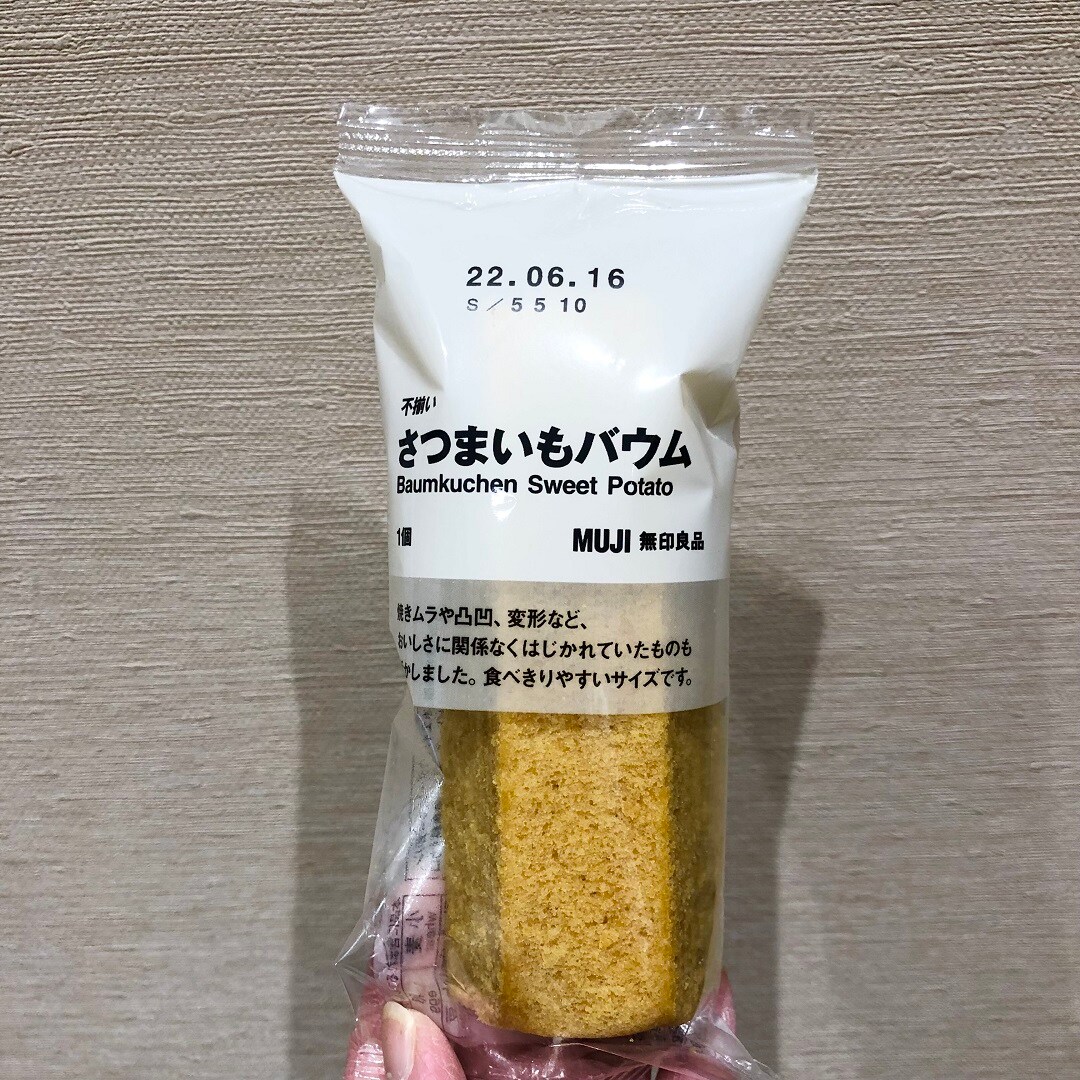 22.06.16
S/5510
不揃い
さつまいもバウム
Baumkuchen Sweet Potato
1個
MUJI 無印良品
焼きムラや凸凹、変形など、
おいしさに関係なくはじかれていたものも
かしました。食べきりやすいサイズです。
小麦
egg